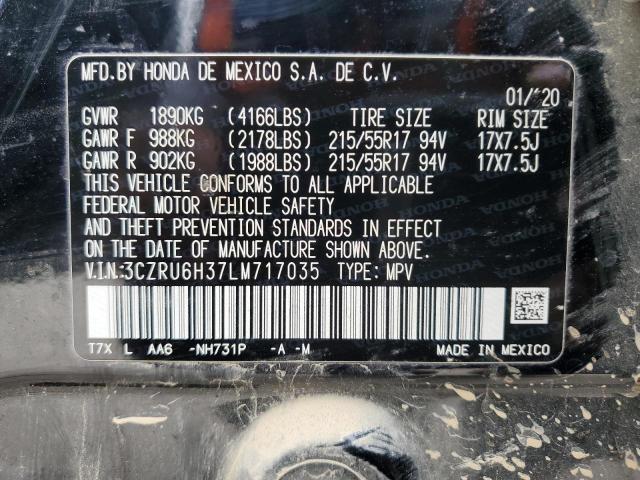 MFD.BY HONDA DE MEXICO S.A. DE C.V.
01/'20
GVWR 1890KG (4166LBS) TIRE SIZE RIM SIZE
GAWR F 988KG (2178LBS) 215/55R17 94V 17X7.5J
GAWR R 902KG (1988LBS) 215/55R17 94V 17X7.5J
THIS VEHICLE CONFORMS TO ALL APPLICABLE
FEDERAL MOTOR VEHICLE SAFETY
AND THEFT PREVENTION STANDARDS
IN EFFECT ON THE DATE OF MANUFACTURE SHOWN ABOVE.
V.I.N:3CZRU6H37LM717035 TYPE: MPV
T7X L AA6 -NH731P -A -M
MADE IN MEXICO